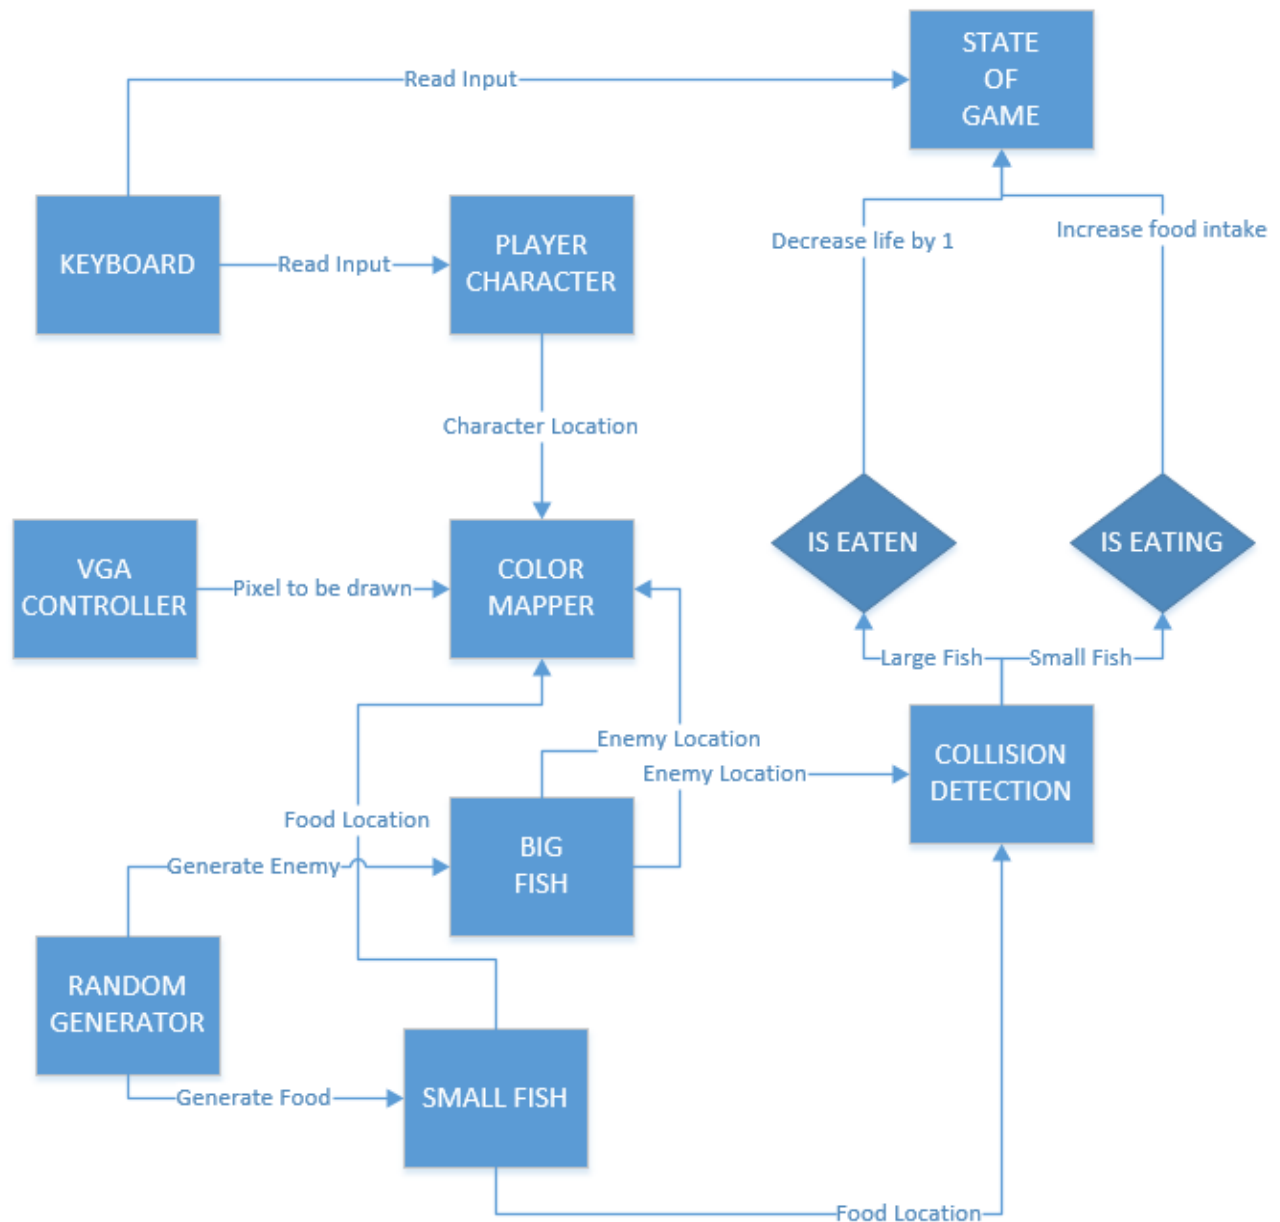 STATE
OF
GAME
Read Input
KEYBOARD
Read Input
PLAYER
CHARACTER
Decrease life by 1
Increase food intake
Character Location
VGA
CONTROLLER
Pixel to be drawn
COLOR
MAPPER
IS EATEN
IS EATING
Large Fish
Small Fish
Enemy Location
Enemy Location
COLLISION
DETECTION
Food Location
Generate Enemy
BIG
FISH
RANDOM
GENERATOR
Generate Food
SMALL FISH
Food Location